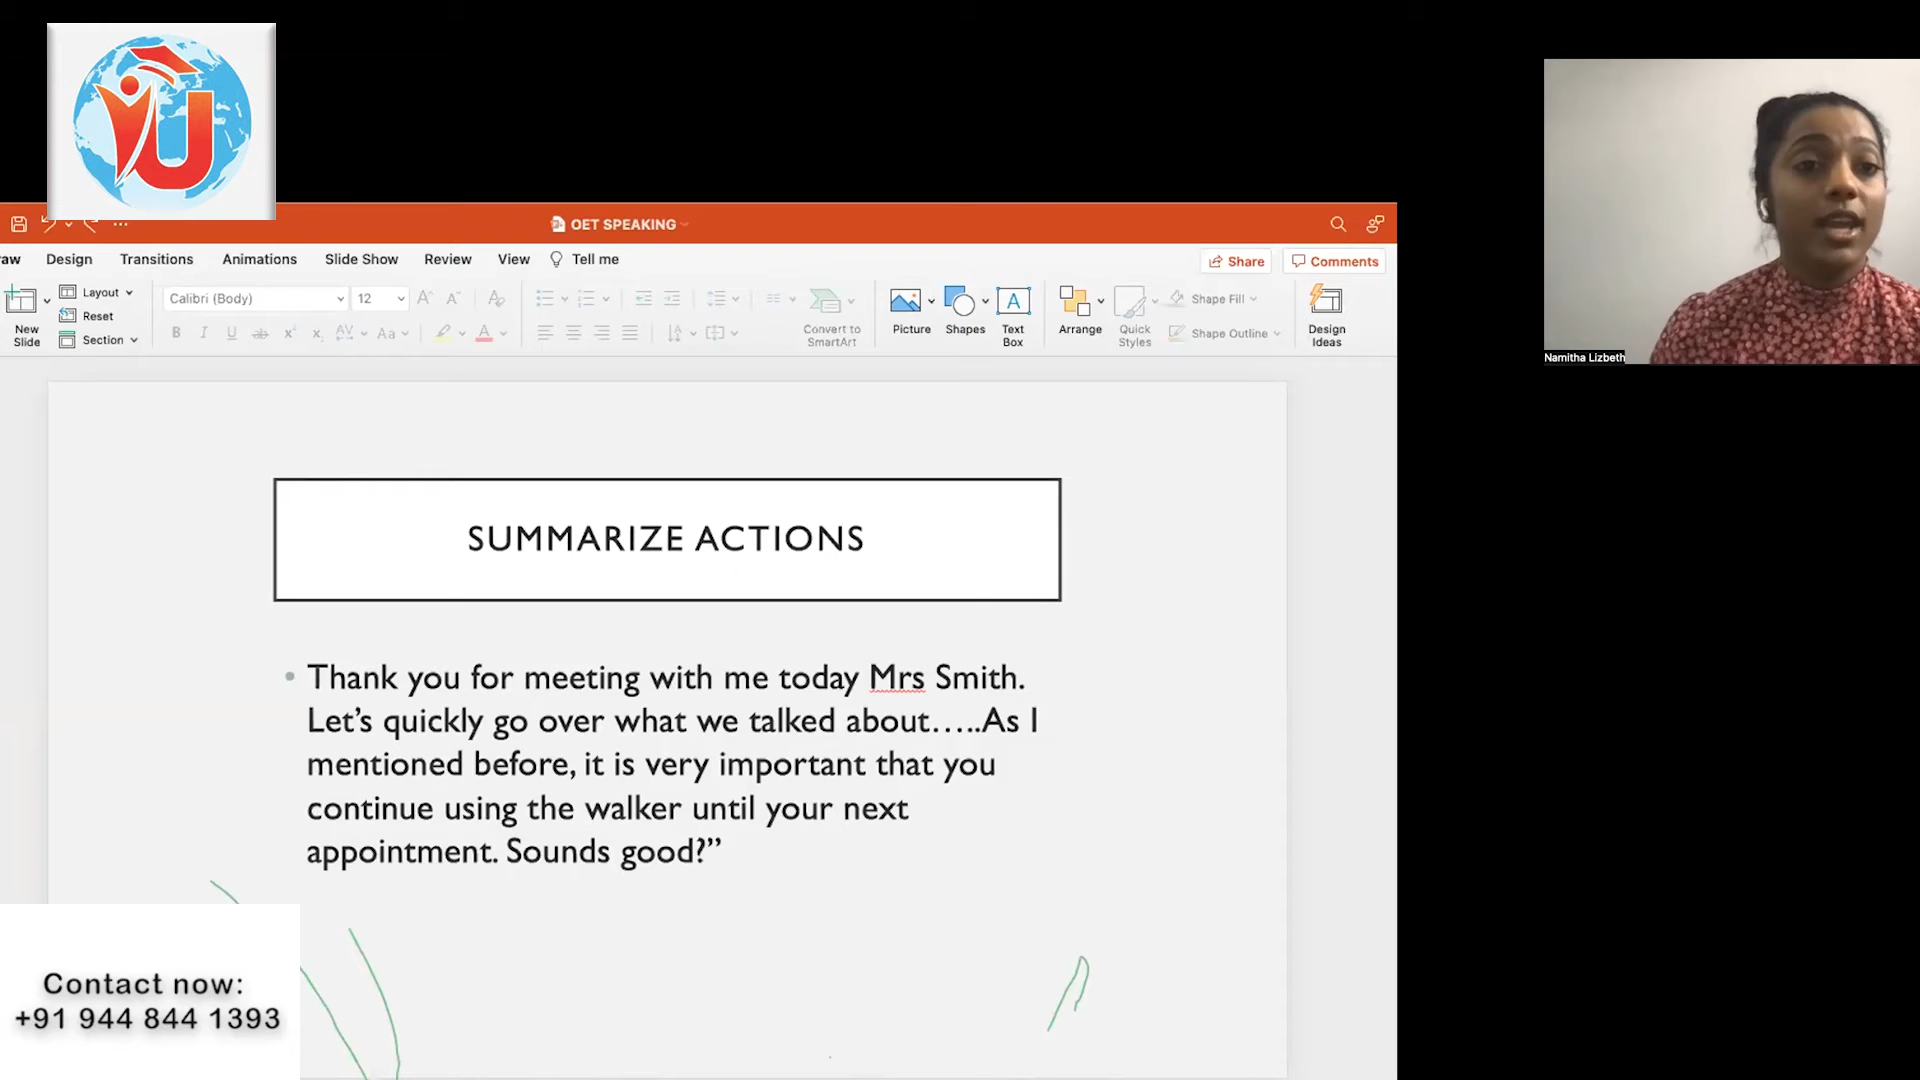 OET SPEAKING
aw Design Transitions Animations Slide Show Review View Tell me
Share Comments
New Slide
Layout
Reset
Section
Calibri (Body) 12
Convert to SmartArt
Picture
Shapes
Text Box
Arrange
Quick Styles
Shape Fill
Shape Outline
Design Ideas
Namitha Lizbeth
SUMMARIZE ACTIONS
• Thank you for meeting with me today Mrs Smith.
Let’s quickly go over what we talked about…..As I
mentioned before, it is very important that you
continue using the walker until your next
appointment. Sounds good?”
Contact now:
+91 944 844 1393